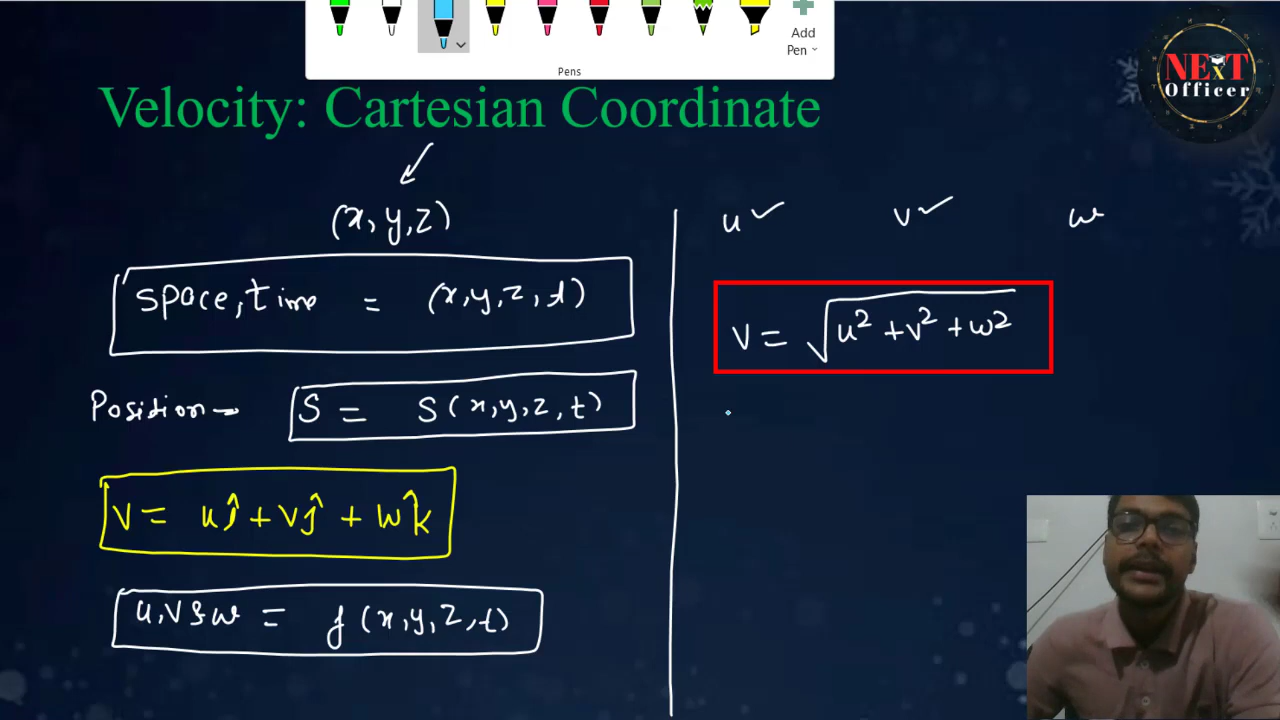 Add
Pen
Pens
NExT
Officer
Velocity: Cartesian Coordinate
(x, y, z)
space, time = (x, y, z, t)
Position → S = S(x, y, z, t)
V = uî + vĵ + wk̂
u, v & w = f(x, y, z, t)
u ✓ v ✓ w
V = √u² + v² + w²